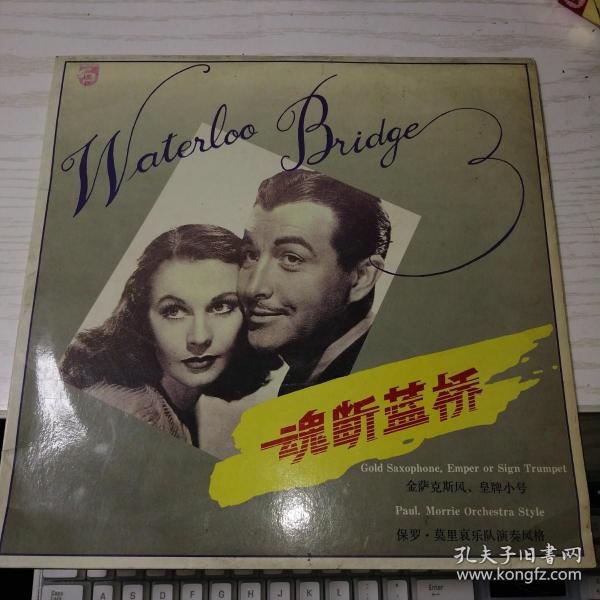 Waterloo Bridge
魂断蓝桥
Gold Saxophone, Emper or Sign Trumpet
金萨克斯风、皇牌小号
Paul. Morrie Orchestra Style
保罗·莫里哀乐队演奏风格
孔夫子旧书网
www.kongfz.com
Enter